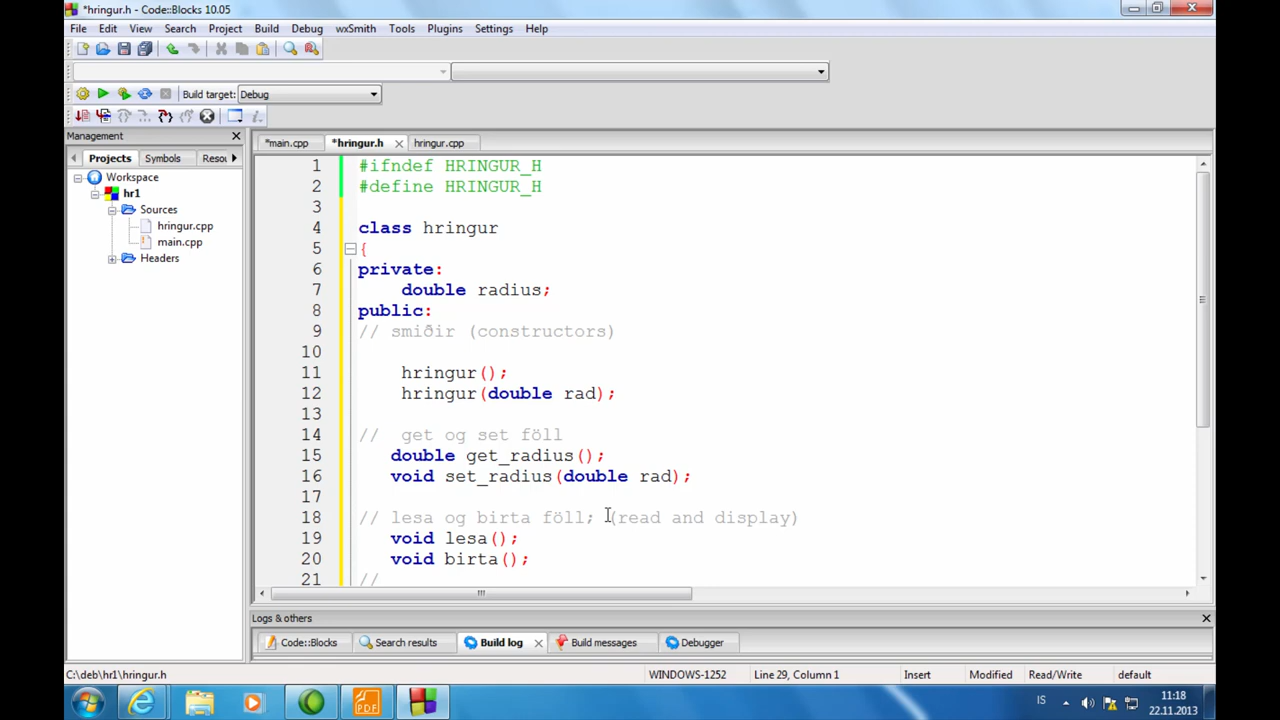 *hringur.h - Code::Blocks 10.05
File Edit View Search Project Build Debug wxSmith Tools Plugins Settings Help
Build target: Debug
Management
Projects Symbols Resou
Workspace
hr1
Sources
hringur.cpp
main.cpp
Headers
*main.cpp *hringur.h hringur.cpp
1 #ifndef HRINGUR_H
2 #define HRINGUR_H
3
4 class hringur
5 {
6 private:
7 double radius;
8 public:
9 // smiðir (constructors)
10
11 hringur();
12 hringur(double rad);
13
14 // get og set föll
15 double get_radius();
16 void set_radius(double rad);
17
18 // lesa og birta föll; (read and display)
19 void lesa();
20 void birta();
21 //
Logs & others
Code::Blocks Search results Build log Build messages Debugger
C:\deb\hr1\hringur.h WINDOWS-1252 Line 29, Column 1 Insert Modified Read/Write default
PDF
IS
11:18
22.11.2013